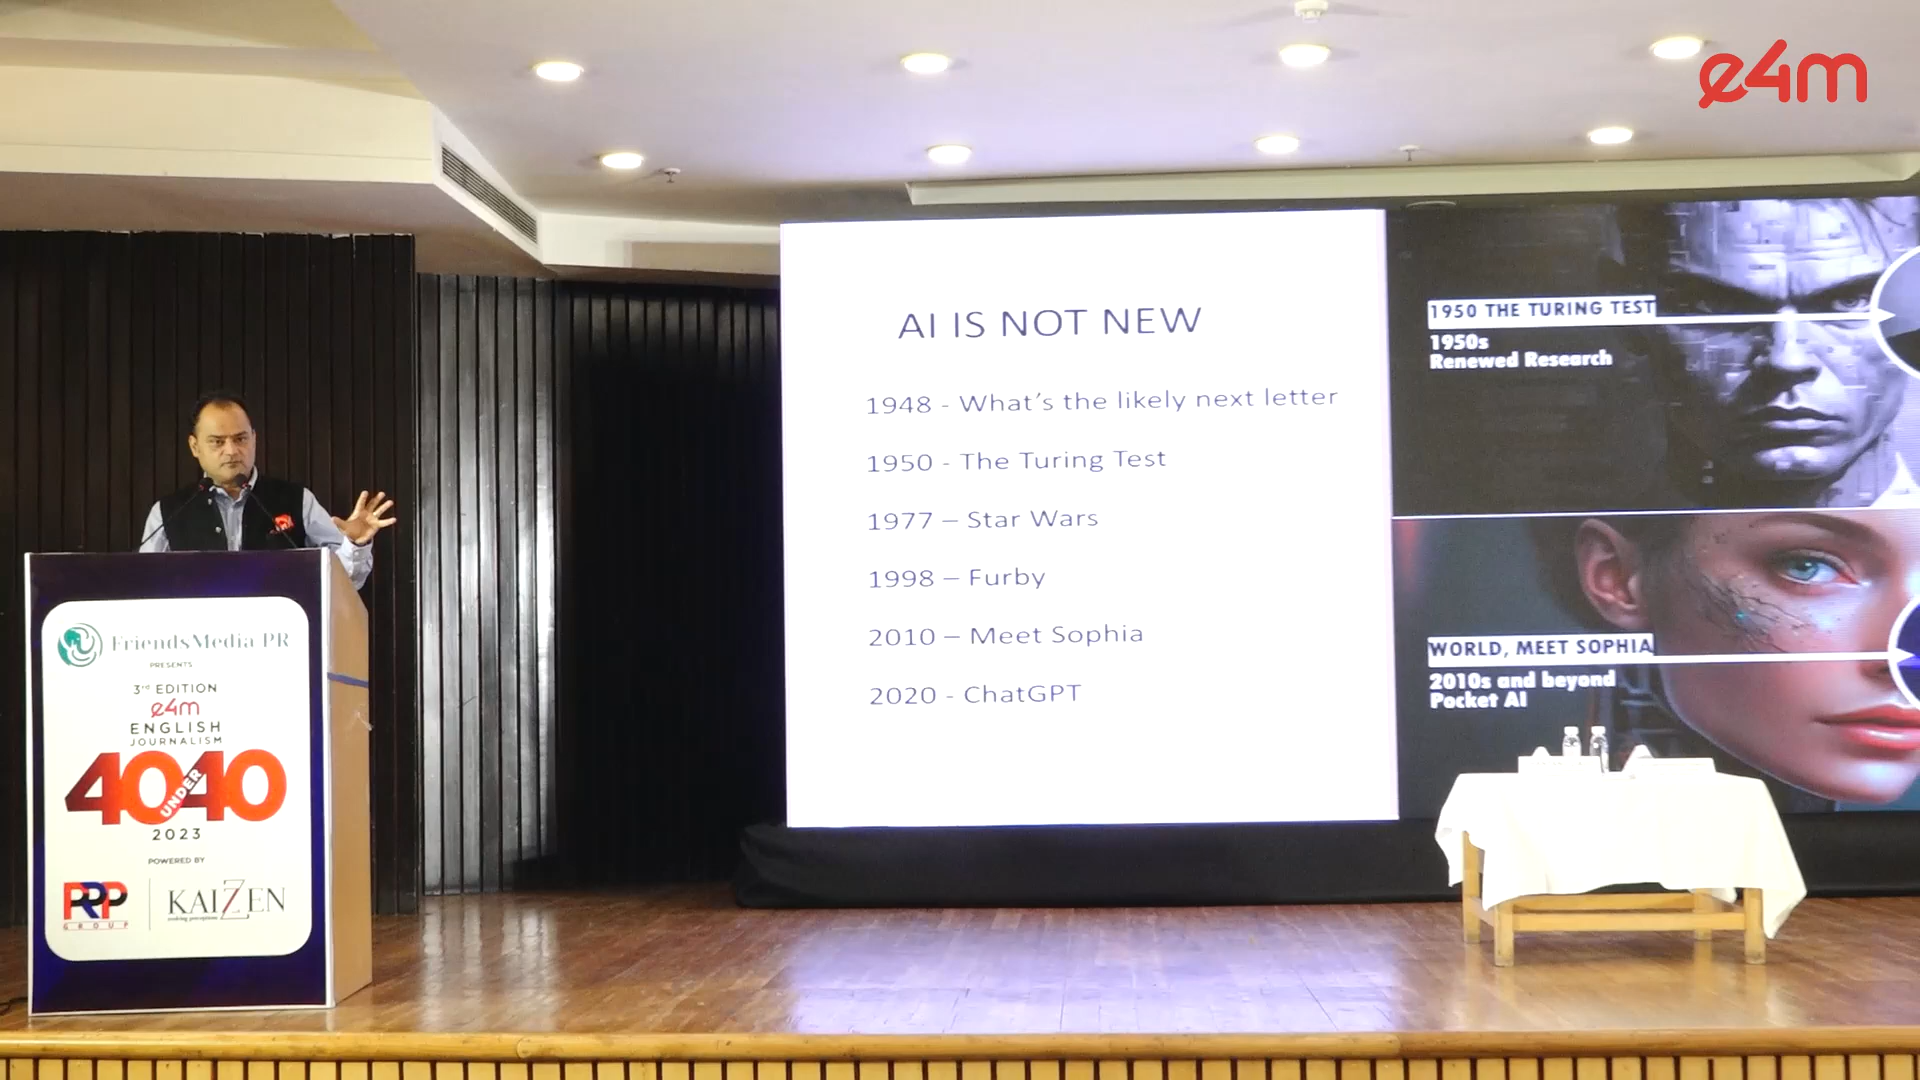 e4m
AI IS NOT NEW
1948 - What's the likely next letter
1950 - The Turing Test
1977 – Star Wars
1998 – Furby
2010 – Meet Sophia
2020 - ChatGPT
1950 THE TURING TEST
1950s
Renewed Research
WORLD, MEET SOPHIA
2010s and beyond
Pocket AI
FriendsMedia PR
PRESENTS
3rd EDITION
e4m
ENGLISH
JOURNALISM
40 UNDER 40
2023
POWERED BY
PRP KAIZZEN
GROUP